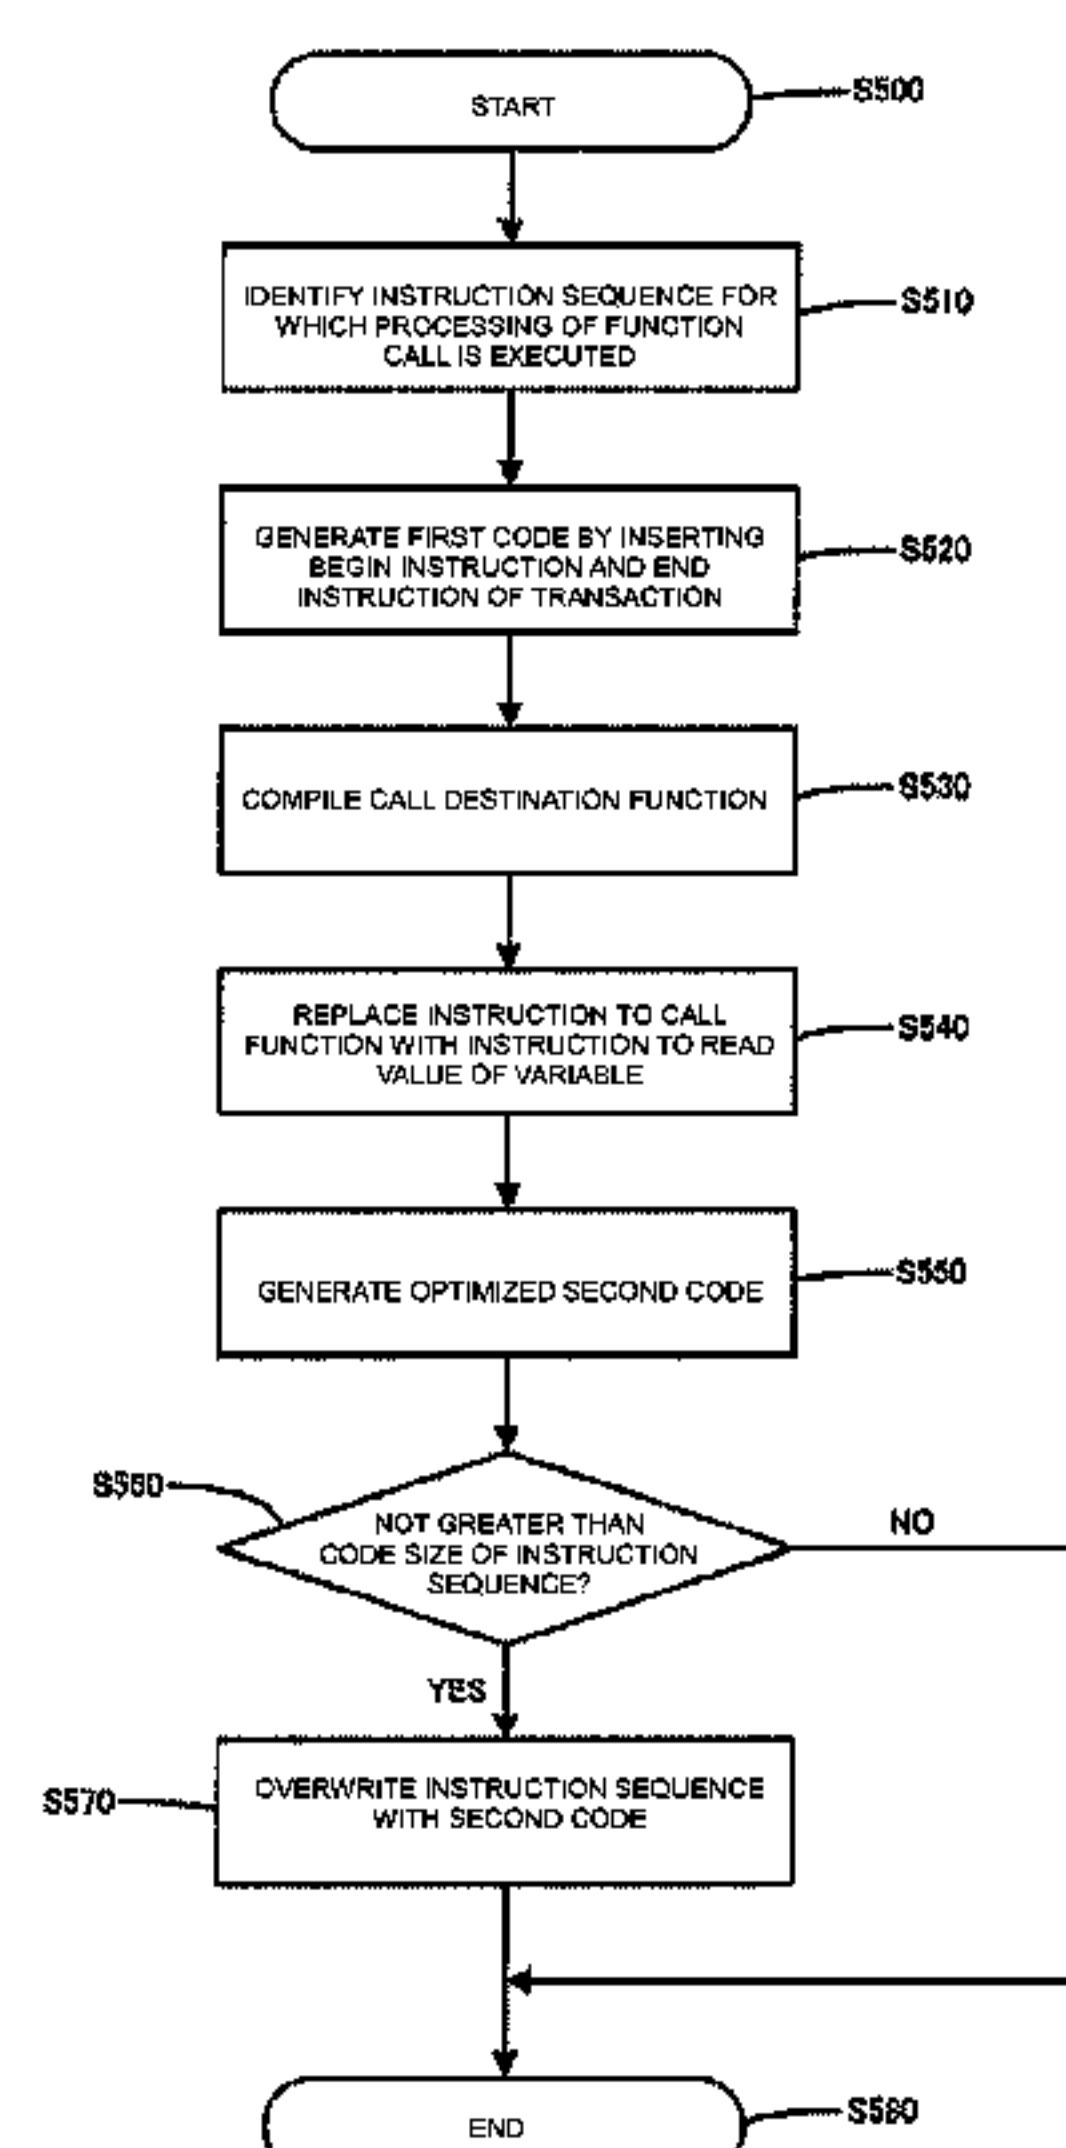 START
S500
IDENTIFY INSTRUCTION SEQUENCE FOR
WHICH PROCESSING OF FUNCTION
CALL IS EXECUTED
S510
GENERATE FIRST CODE BY INSERTING
BEGIN INSTRUCTION AND END
INSTRUCTION OF TRANSACTION
S520
COMPILE CALL DESTINATION FUNCTION
S530
REPLACE INSTRUCTION TO CALL
FUNCTION WITH INSTRUCTION TO READ
VALUE OF VARIABLE
S540
GENERATE OPTIMIZED SECOND CODE
S550
S560
NOT GREATER THAN
CODE SIZE OF INSTRUCTION
SEQUENCE?
NO
YES
S570
OVERWRITE INSTRUCTION SEQUENCE
WITH SECOND CODE
END
S580